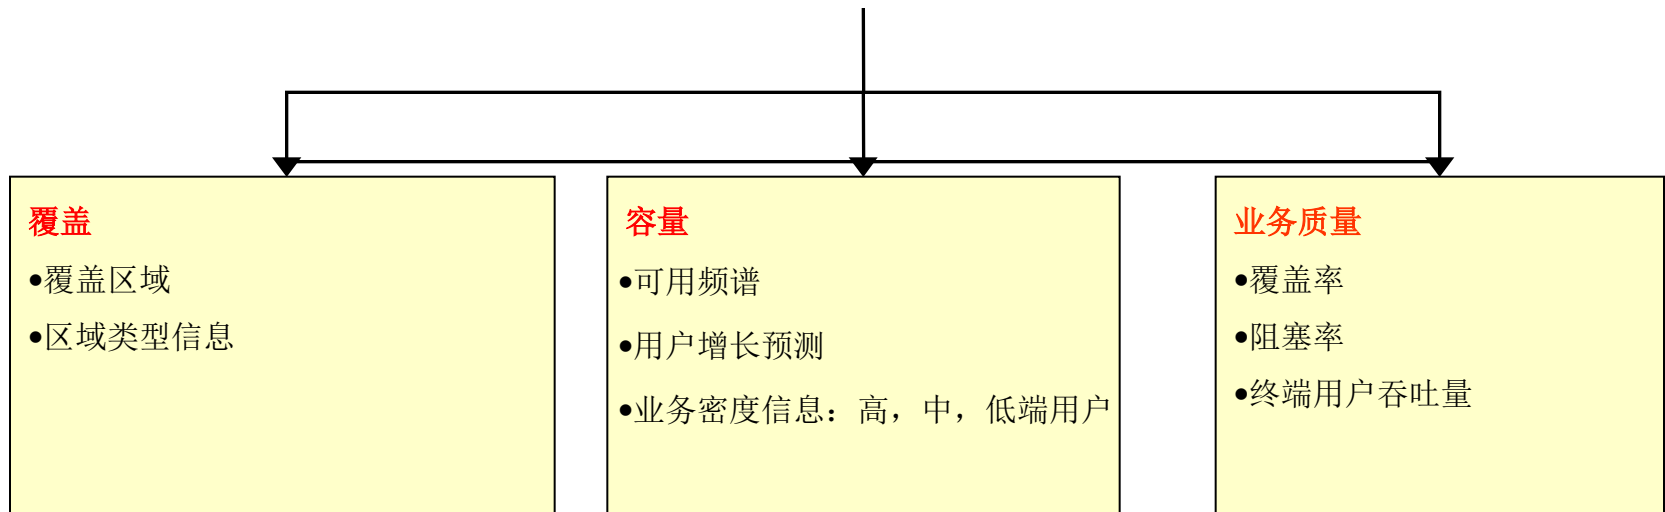 覆盖
•覆盖区域
•区域类型信息
容量
•可用频谱
•用户增长预测
•业务密度信息：高，中，低端用户
业务质量
•覆盖率
•阻塞率
•终端用户吞吐量